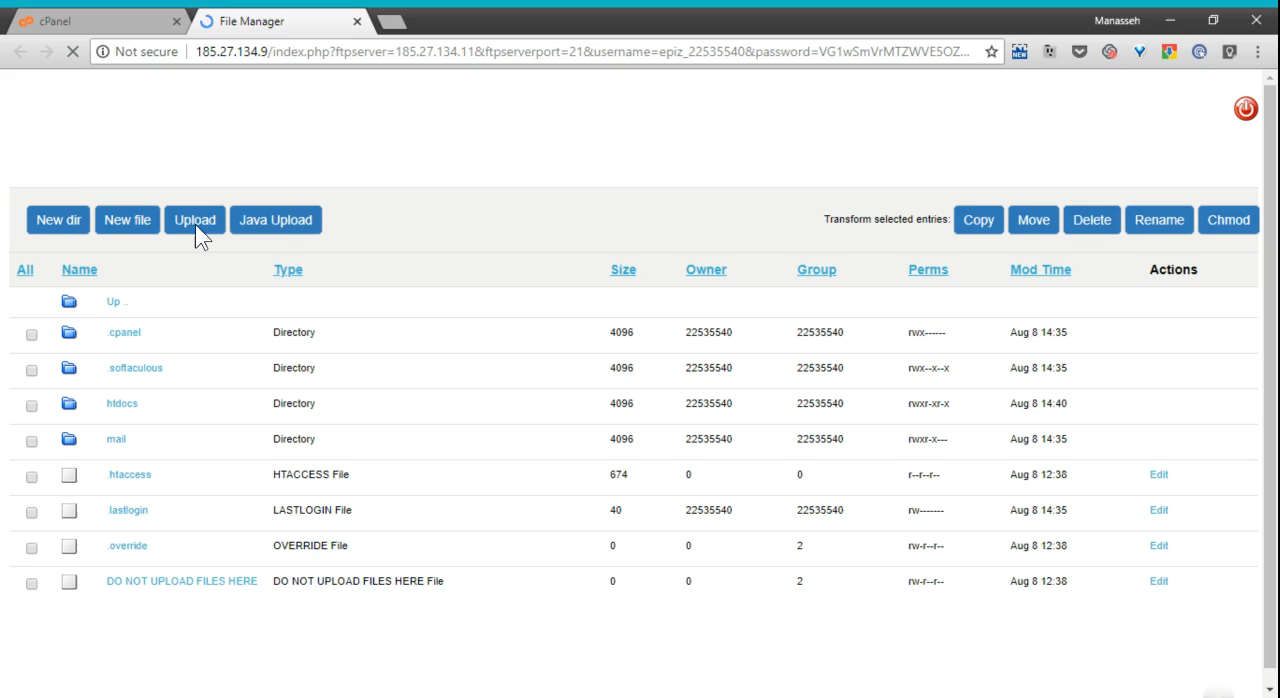 cPanel
File Manager
Manasseh
Not secure
185.27.134.9/index.php?ftpserver=185.27.134.11&ftpserverport=21&username=epiz_22535540&password=VG1wSmVrMTZWVE5OZ...
NEW
New dir New file Upload Java Upload
Transform selected entries: Copy Move Delete Rename Chmod
All Name Type Size Owner Group Perms Mod Time Actions
Up ..
.cpanel Directory 4096 22535540 22535540 rwx------ Aug 8 14:35
.softaculous Directory 4096 22535540 22535540 rwx--x--x Aug 8 14:35
htdocs Directory 4096 22535540 22535540 rwxr-xr-x Aug 8 14:40
mail Directory 4096 22535540 22535540 rwxr-x--- Aug 8 14:35
.htaccess HTACCESS File 674 0 0 r--r--r-- Aug 8 12:38 Edit
.lastlogin LASTLOGIN File 40 22535540 22535540 rw------- Aug 8 14:35 Edit
.override OVERRIDE File 0 0 2 rw-r--r-- Aug 8 12:38 Edit
DO NOT UPLOAD FILES HERE DO NOT UPLOAD FILES HERE File 0 0 2 rw-r--r-- Aug 8 12:38 Edit